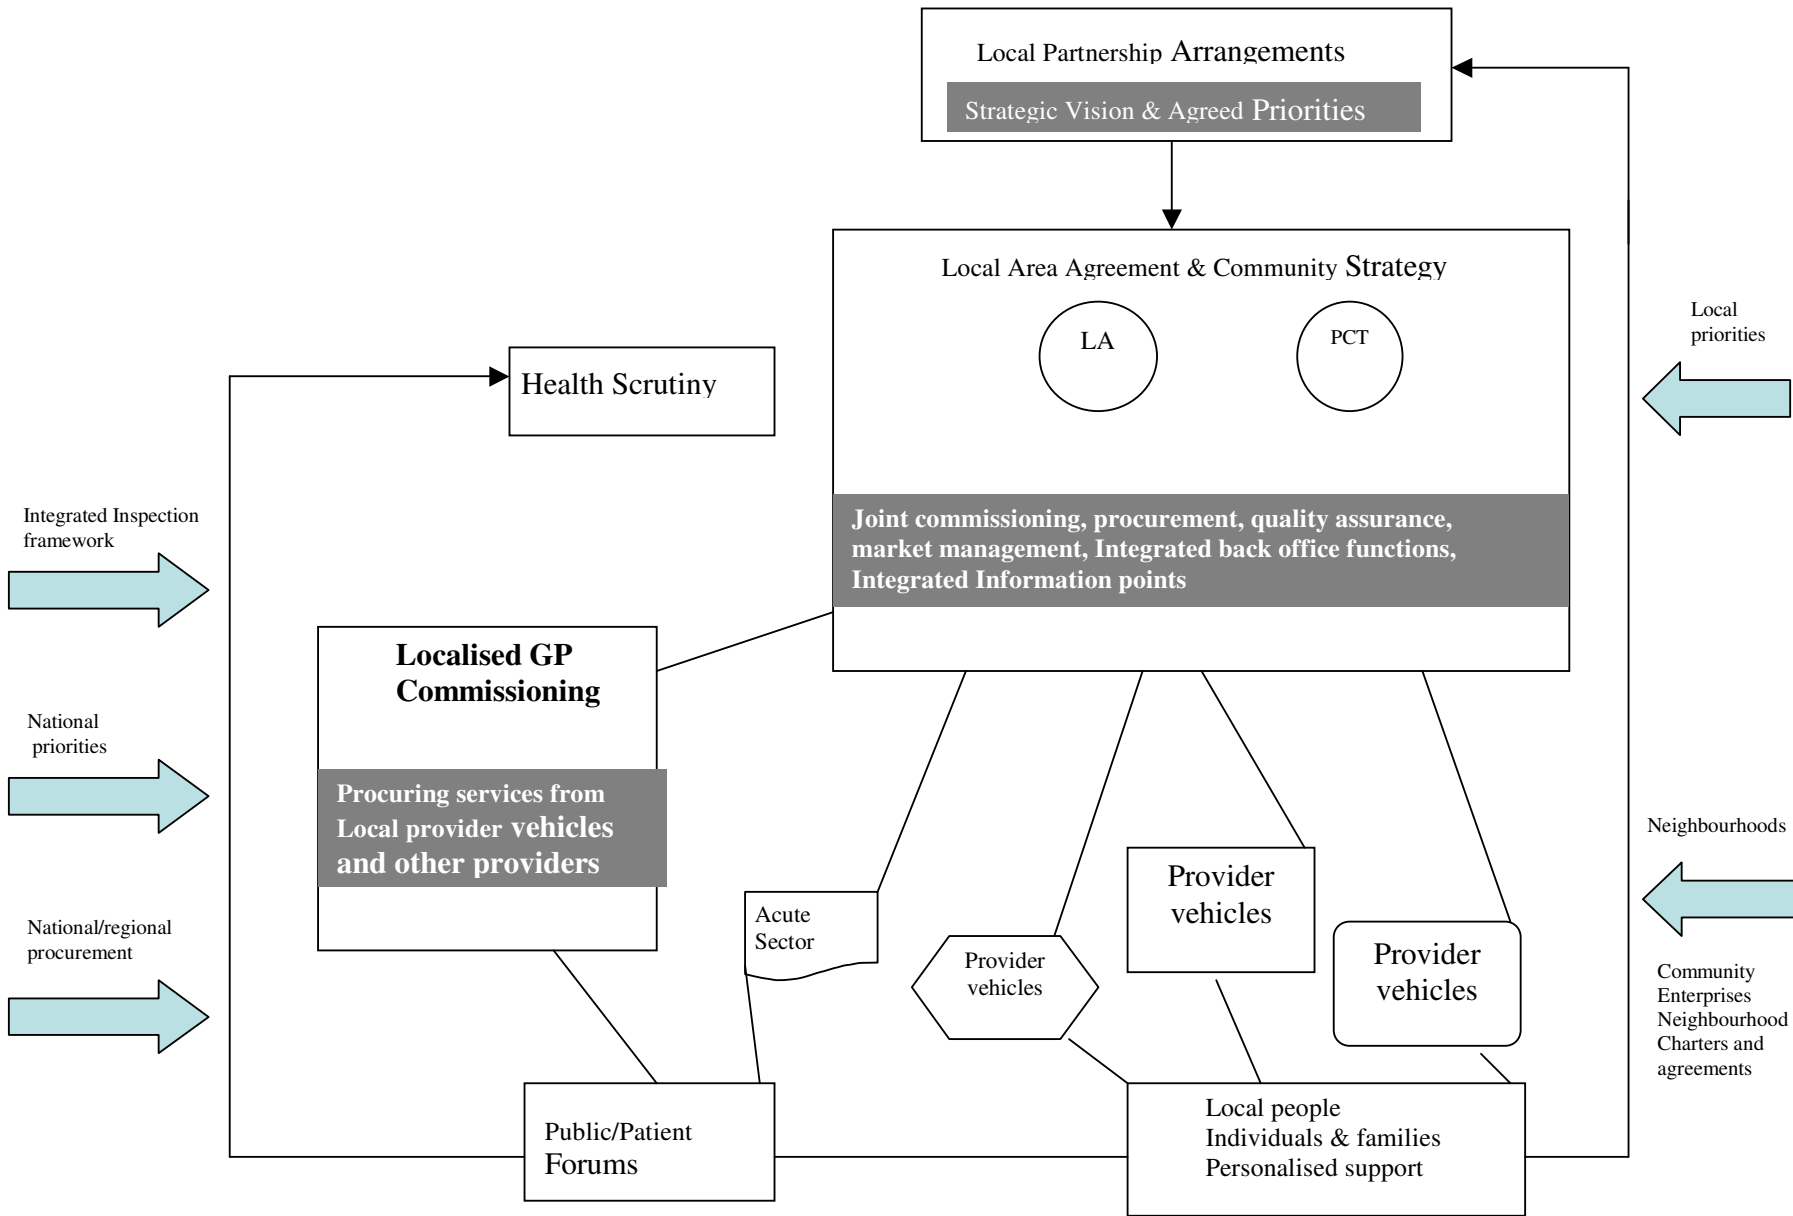 Local Partnership Arrangements
Strategic Vision & Agreed Priorities
Local Area Agreement & Community Strategy
LA
PCT
Local
priorities
Health Scrutiny
Integrated Inspection
framework
Joint commissioning, procurement, quality assurance,
market management, Integrated back office functions,
Integrated Information points
Localised GP
Commissioning
National
priorities
Procuring services from
Local provider vehicles
and other providers
Neighbourhoods
Provider
vehicles
Acute
Sector
National/regional
procurement
Provider
vehicles
Provider
vehicles
Community
Enterprises
Neighbourhood
Charters and
agreements
Public/Patient
Forums
Local people
Individuals & families
Personalised support